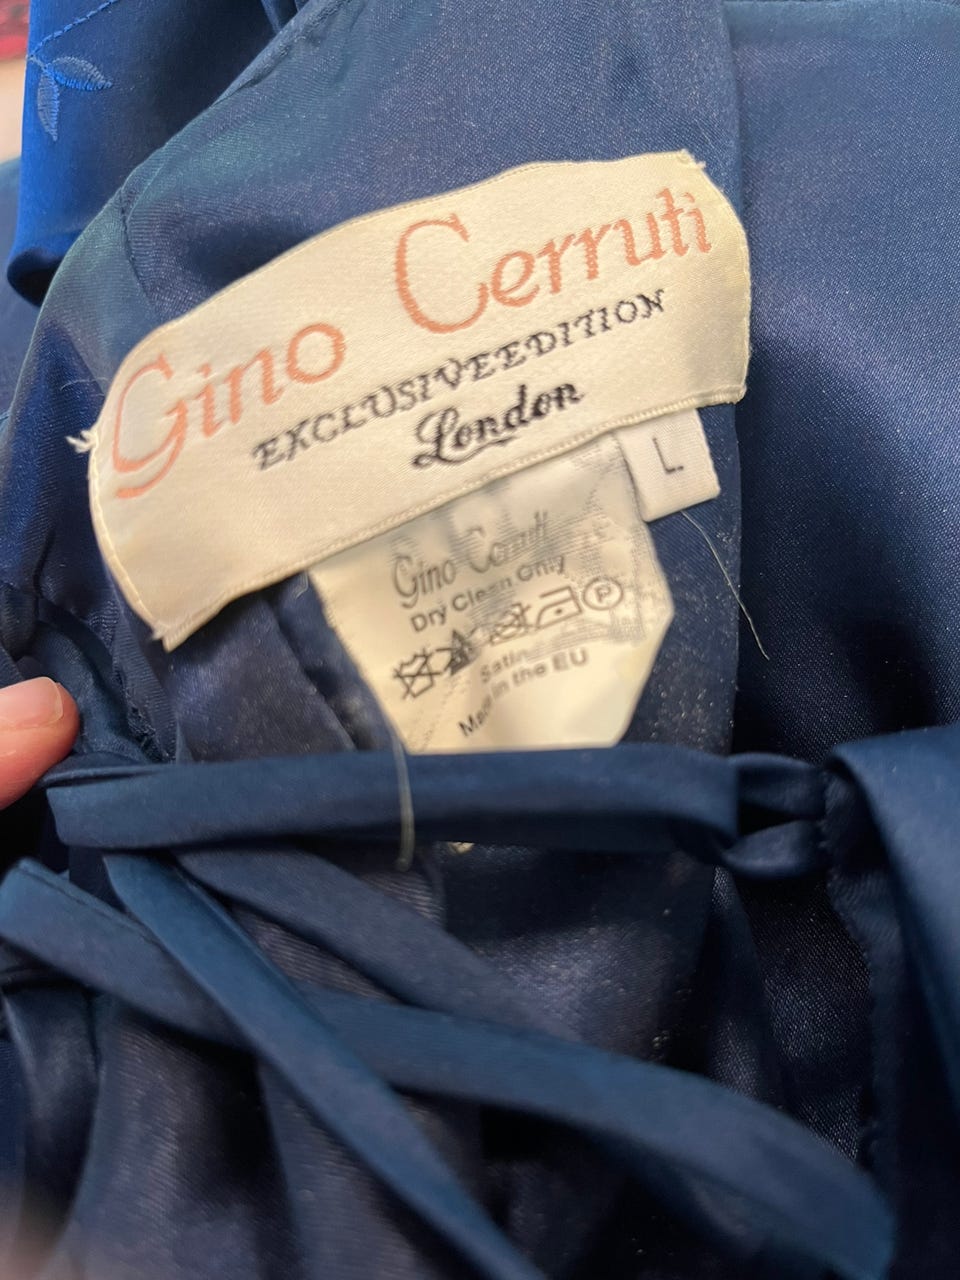 Gino Cerruti
EXCLUSIVEEDITION
London
L
Gino Cerruti
Dry Clean Only
P
Satin
Made in the EU